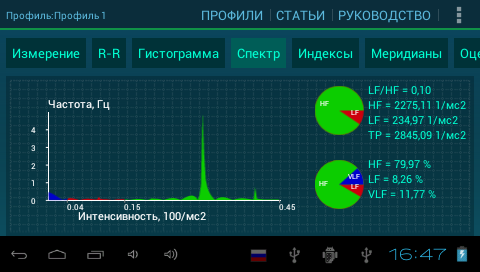 Профиль:Профиль 1
ПРОФИЛИ СТАТЬИ РУКОВОДСТВО
Измерение R-R Гистограмма Спектр Индексы Меридианы Оце
Частота, Гц
4
3
2
1
0
0.04 0.15 0.45
Интенсивность, 100/мс2
HF LF
LF/HF = 0,10
HF = 2275,11 1/мс2
LF = 234,97 1/мс2
TP = 2845,09 1/мс2
HF VLF LF
HF = 79,97 %
LF = 8,26 %
VLF = 11,77 %
16:47